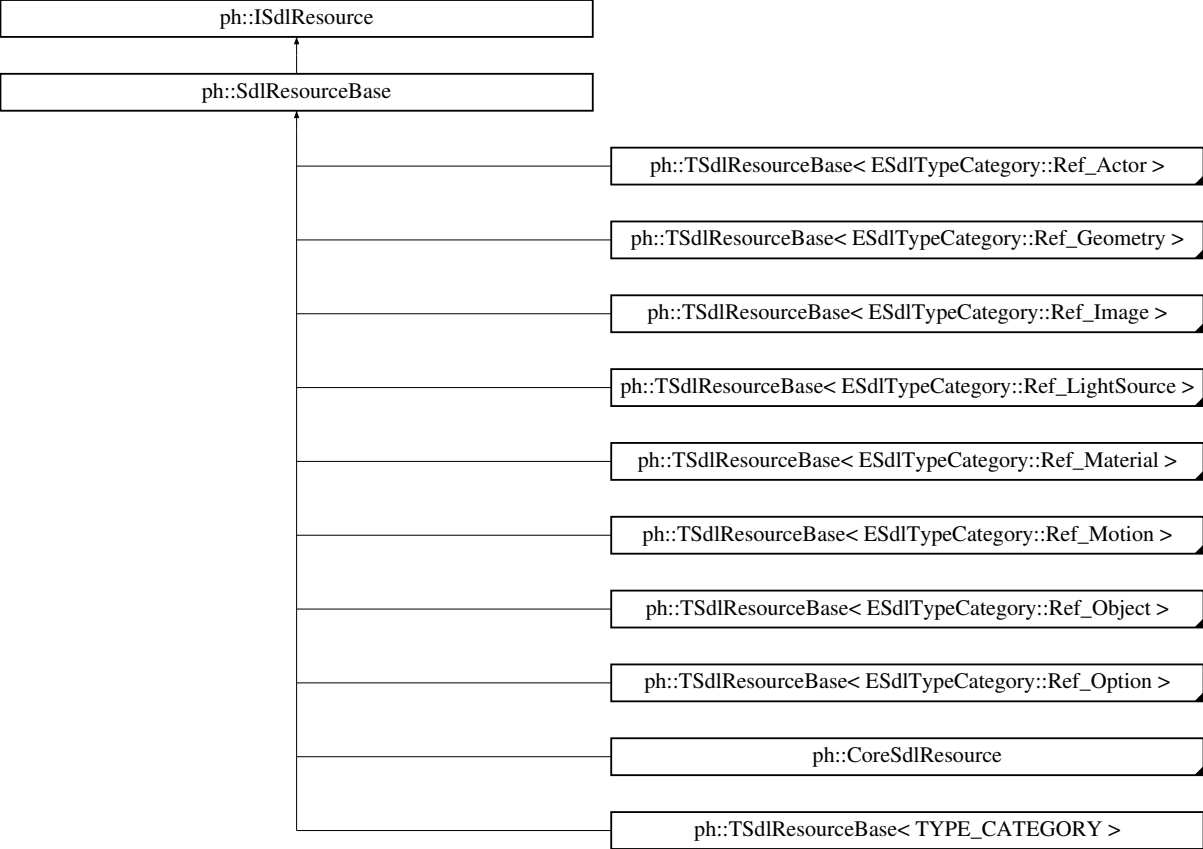 ph::ISdlResource
ph::SdlResourceBase
ph::TSdlResourceBase< ESdlTypeCategory::Ref_Actor >
ph::TSdlResourceBase< ESdlTypeCategory::Ref_Geometry >
ph::TSdlResourceBase< ESdlTypeCategory::Ref_Image >
ph::TSdlResourceBase< ESdlTypeCategory::Ref_LightSource >
ph::TSdlResourceBase< ESdlTypeCategory::Ref_Material >
ph::TSdlResourceBase< ESdlTypeCategory::Ref_Motion >
ph::TSdlResourceBase< ESdlTypeCategory::Ref_Object >
ph::TSdlResourceBase< ESdlTypeCategory::Ref_Option >
ph::CoreSdlResource
ph::TSdlResourceBase< TYPE_CATEGORY >